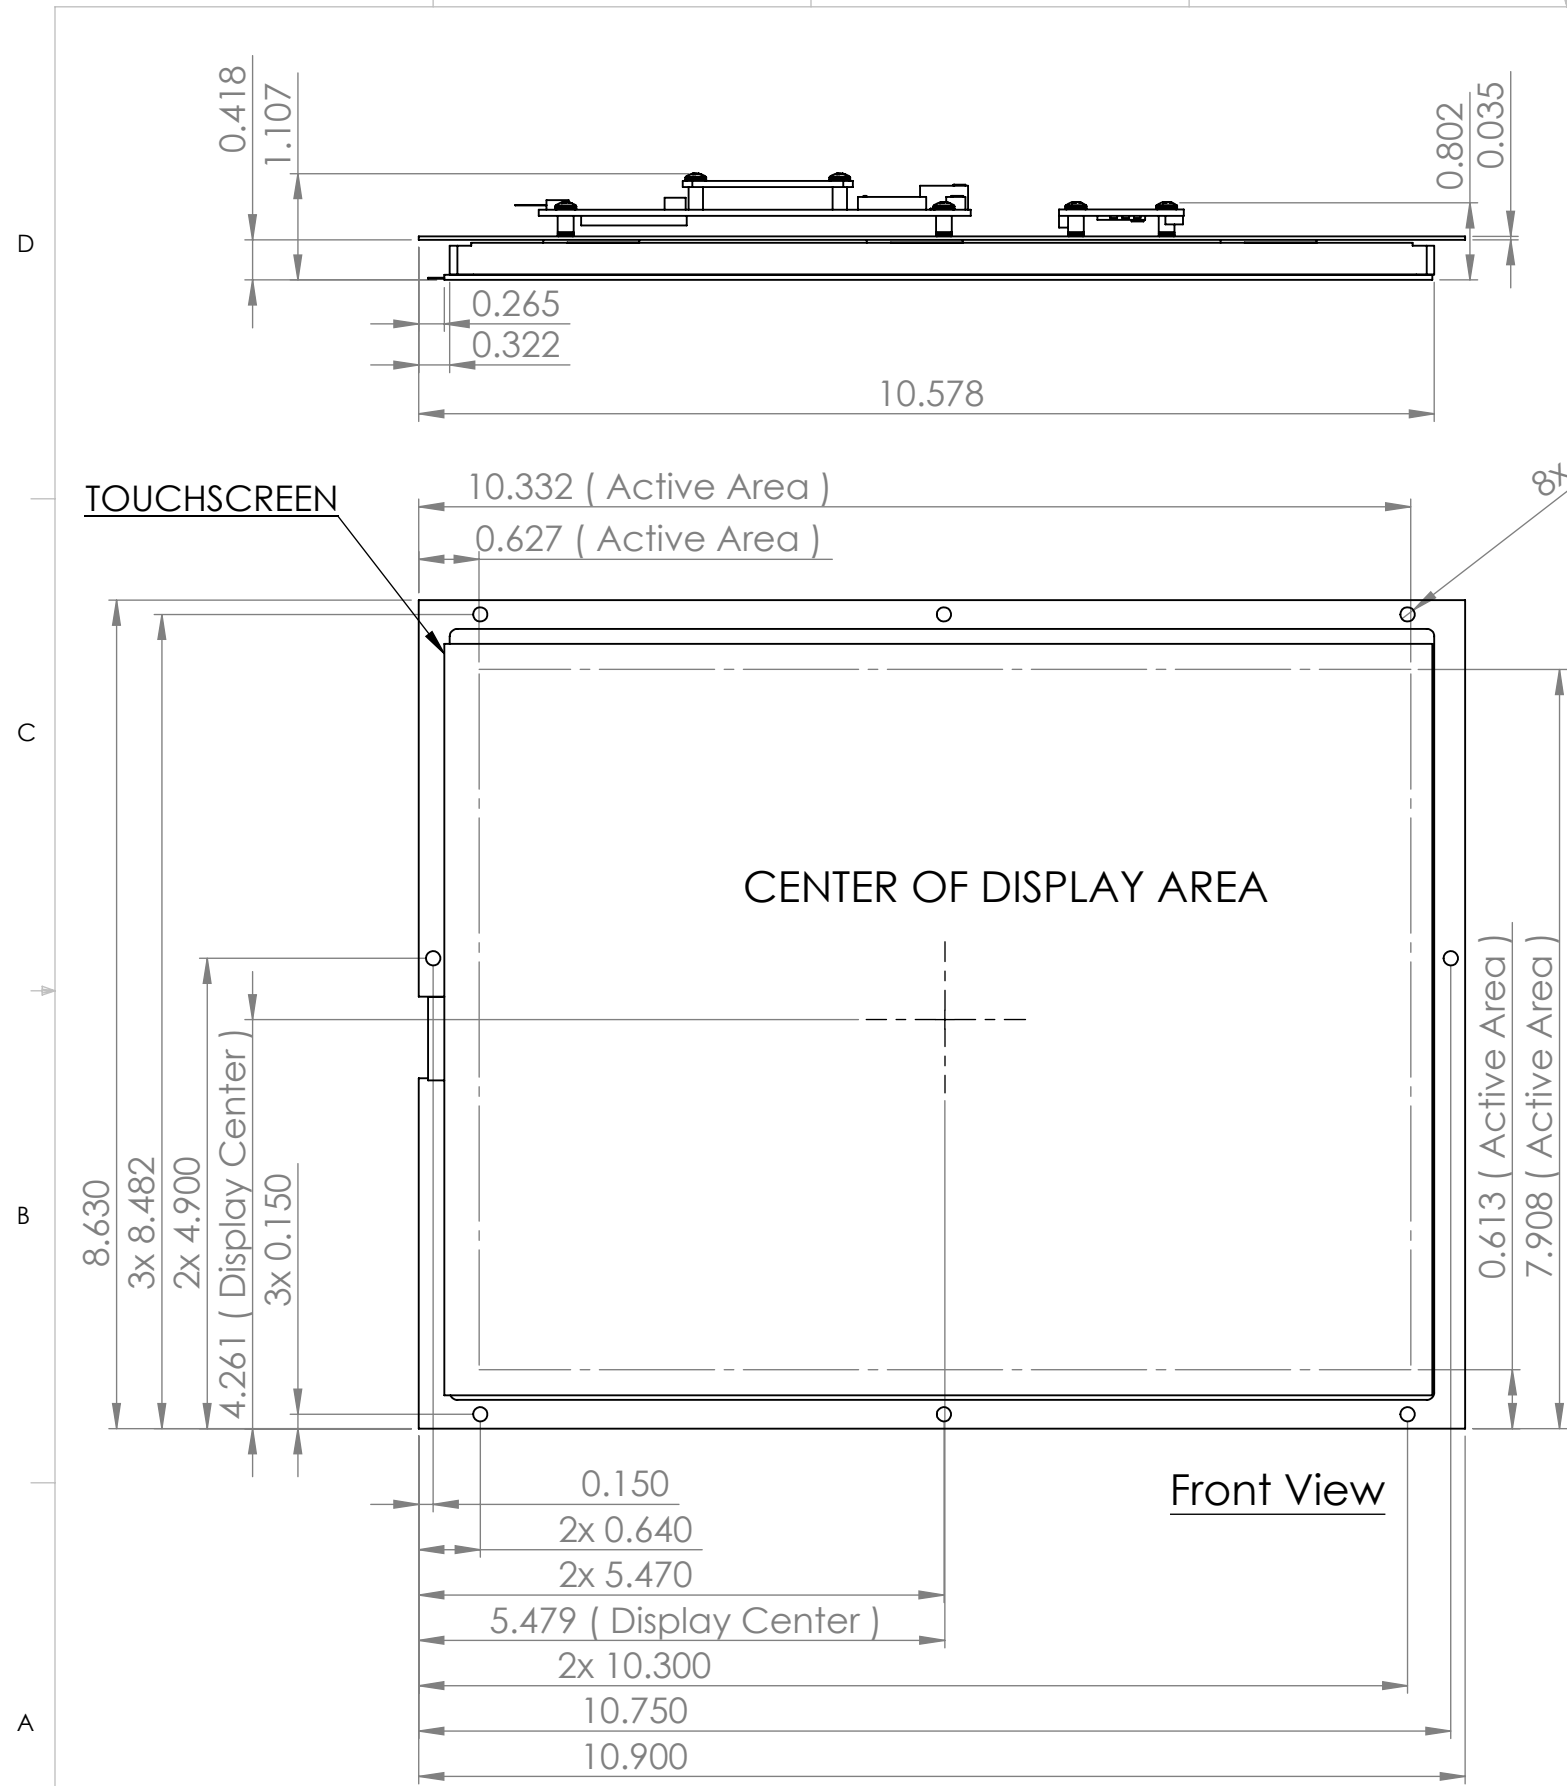 0.418
1.107
0.802
0.035
D
0.265
0.322
10.578
TOUCHSCREEN
10.332 ( Active Area )
0.627 ( Active Area )
8x
C
CENTER OF DISPLAY AREA
8.630
3x 8.482
2x 4.900
4.261 ( Display Center )
3x 0.150
0.613 ( Active Area )
7.908 ( Active Area )
B
0.150
Front View
2x 0.640
2x 5.470
5.479 ( Display Center )
2x 10.300
A
10.750
10.900